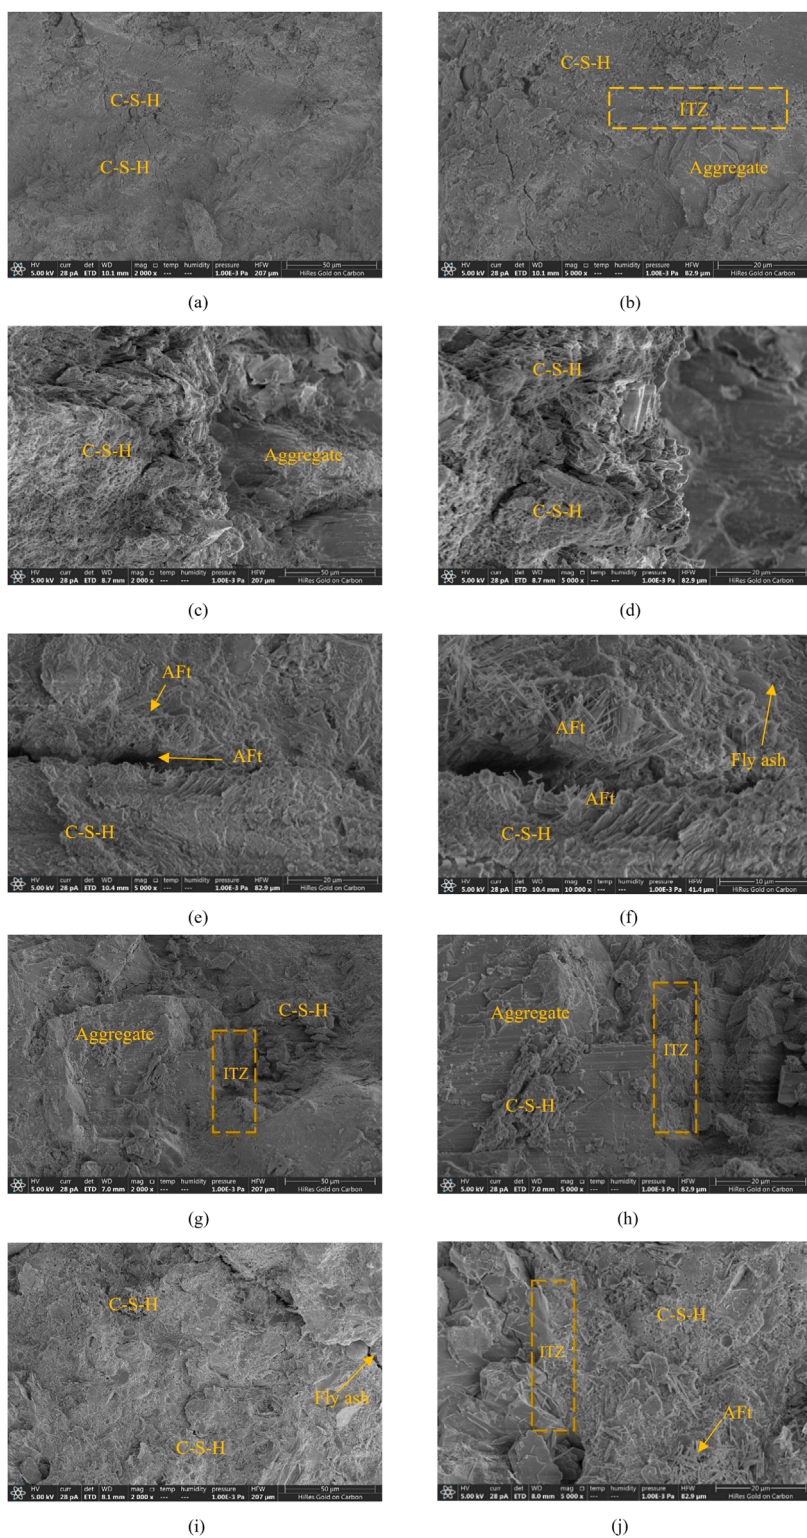 C-S-H
C-S-H
HV curr det WD mag □ temp humidity pressure HFW 50 µm
5.00 kV 28 pA ETD 10.1 mm 2 000 x --- --- 1.00E-3 Pa 207 µm HiRes Gold on Carbon
(a)
C-S-H
ITZ
Aggregate
HV curr det WD mag □ temp humidity pressure HFW 20 µm
5.00 kV 28 pA ETD 10.1 mm 5 000 x --- --- 1.00E-3 Pa 82.9 µm HiRes Gold on Carbon
(b)
C-S-H
Aggregate
HV curr det WD mag □ temp humidity pressure HFW 50 µm
5.00 kV 28 pA ETD 8.7 mm 2 000 x --- --- 1.00E-3 Pa 207 µm HiRes Gold on Carbon
(c)
C-S-H
C-S-H
HV curr det WD mag □ temp humidity pressure HFW 20 µm
5.00 kV 28 pA ETD 8.7 mm 5 000 x --- --- 1.00E-3 Pa 82.9 µm HiRes Gold on Carbon
(d)
AFt
AFt
C-S-H
HV curr det WD mag □ temp humidity pressure HFW 20 µm
5.00 kV 28 pA ETD 10.4 mm 5 000 x --- --- 1.00E-3 Pa 82.9 µm HiRes Gold on Carbon
(e)
AFt
Fly ash
AFt
C-S-H
HV curr det WD mag □ temp humidity pressure HFW 10 µm
5.00 kV 28 pA ETD 10.4 mm 10 000 x --- --- 1.00E-3 Pa 41.4 µm HiRes Gold on Carbon
(f)
C-S-H
Aggregate
ITZ
HV curr det WD mag □ temp humidity pressure HFW 50 µm
5.00 kV 28 pA ETD 7.0 mm 2 000 x --- --- 1.00E-3 Pa 207 µm HiRes Gold on Carbon
(g)
Aggregate
ITZ
C-S-H
HV curr det WD mag □ temp humidity pressure HFW 20 µm
5.00 kV 28 pA ETD 7.0 mm 5 000 x --- --- 1.00E-3 Pa 82.9 µm HiRes Gold on Carbon
(h)
C-S-H
Fly ash
C-S-H
HV curr det WD mag □ temp humidity pressure HFW 50 µm
5.00 kV 28 pA ETD 8.1 mm 2 000 x --- --- 1.00E-3 Pa 207 µm HiRes Gold on Carbon
(i)
C-S-H
ITZ
AFt
HV curr det WD mag □ temp humidity pressure HFW 20 µm
5.00 kV 28 pA ETD 8.0 mm 5 000 x --- --- 1.00E-3 Pa 82.9 µm HiRes Gold on Carbon
(j)